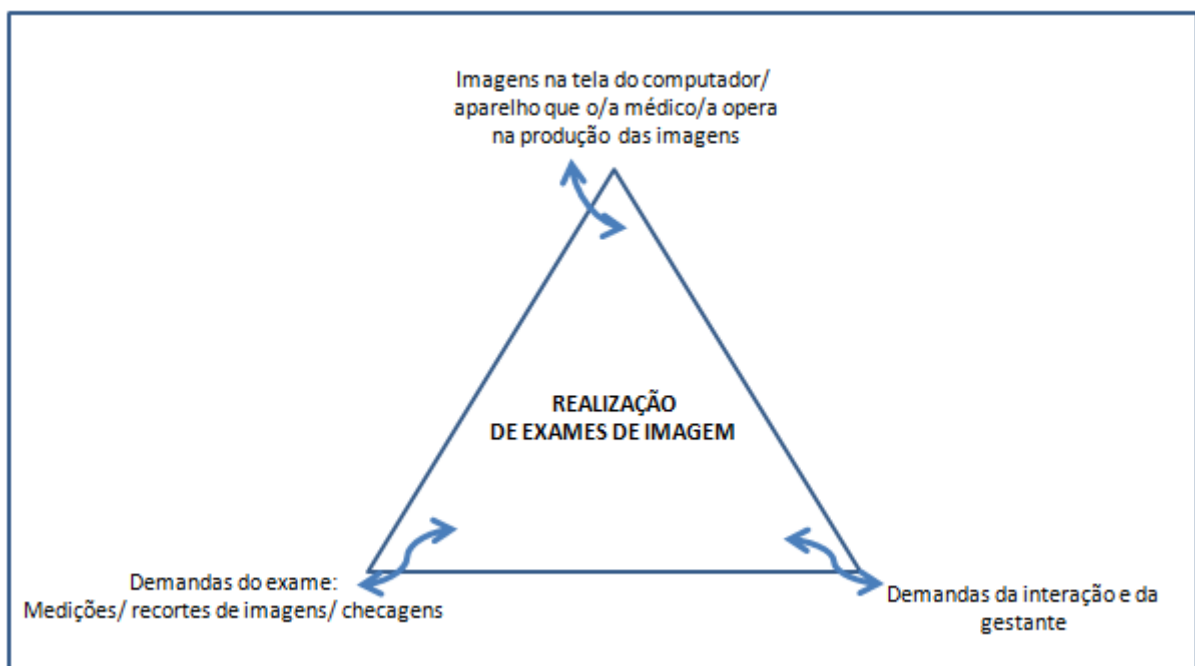 Imagens na tela do computador/
aparelho que o/a médico/a opera
na produção das imagens
REALIZAÇÃO
DE EXAMES DE IMAGEM
Demandas do exame:
Medições/ recortes de imagens/ checagens
Demandas da interação e da
gestante